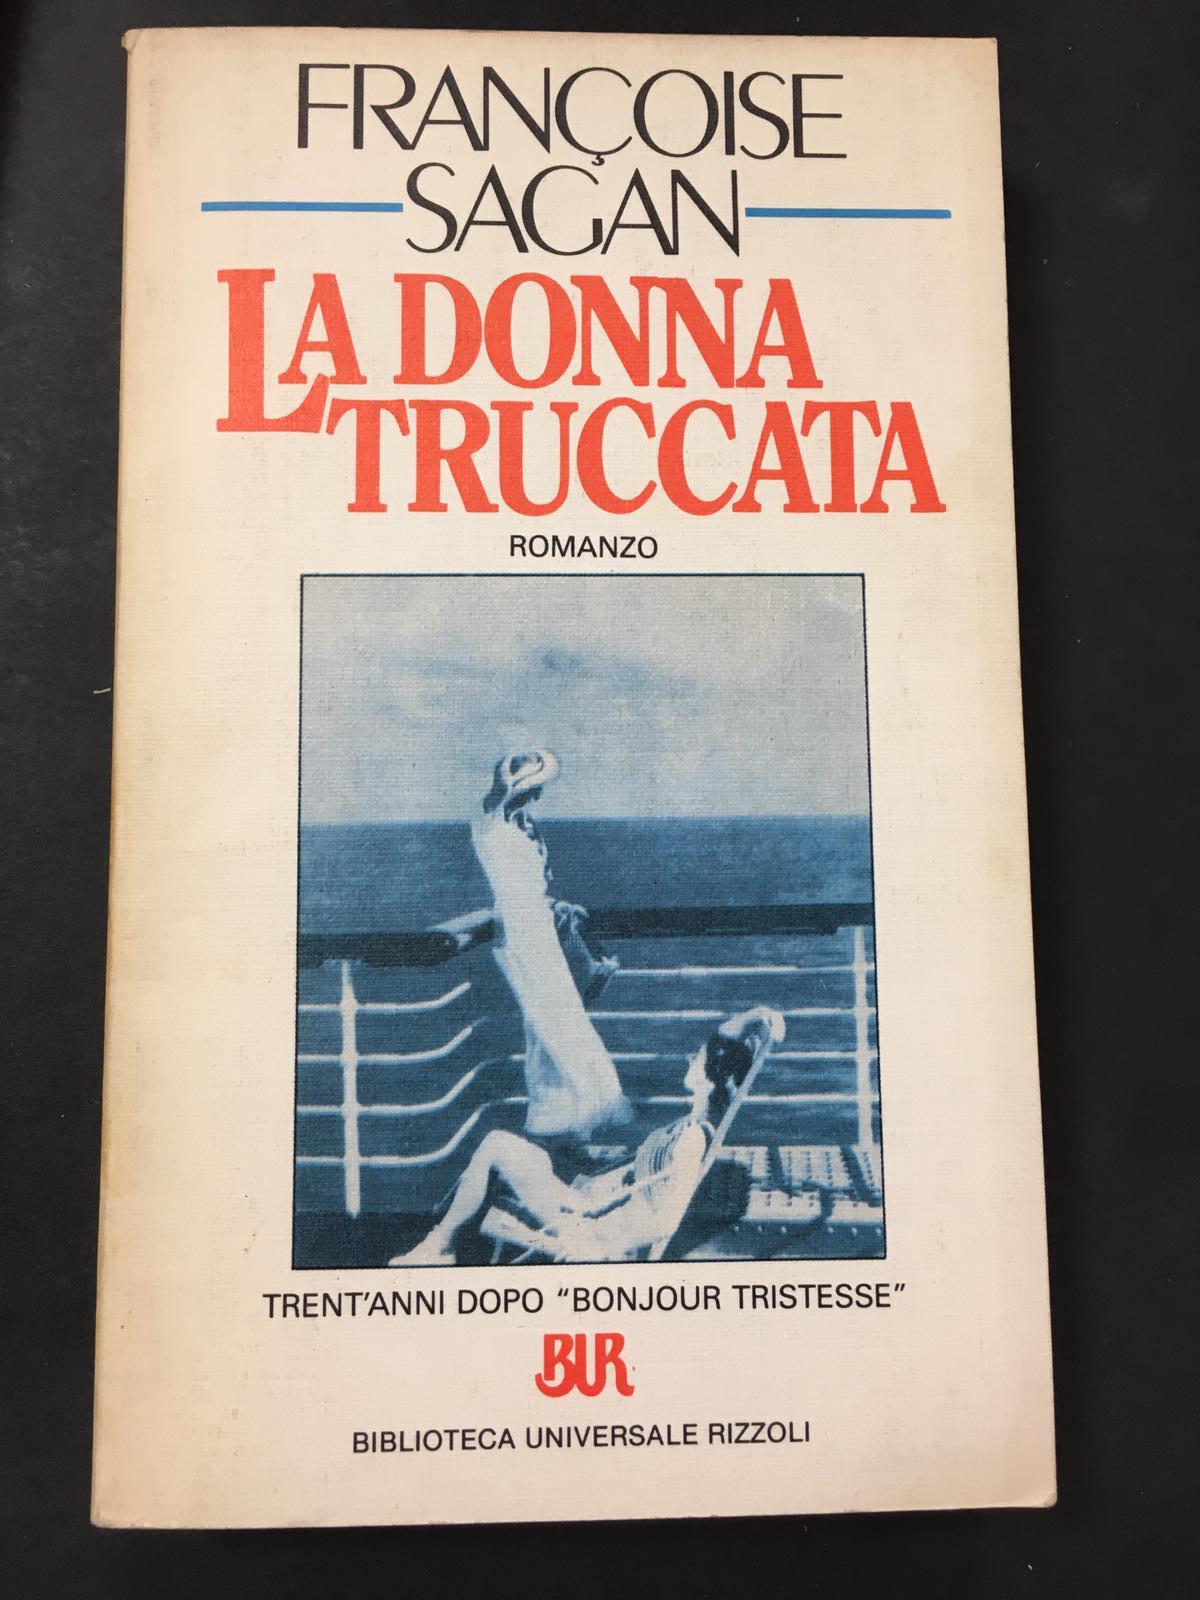 FRANÇOISE
SAGAN
LA DONNA
TRUCCATA
ROMANZO
TRENT'ANNI DOPO “BONJOUR TRISTESSE”
BUR
BIBLIOTECA UNIVERSALE RIZZOLI